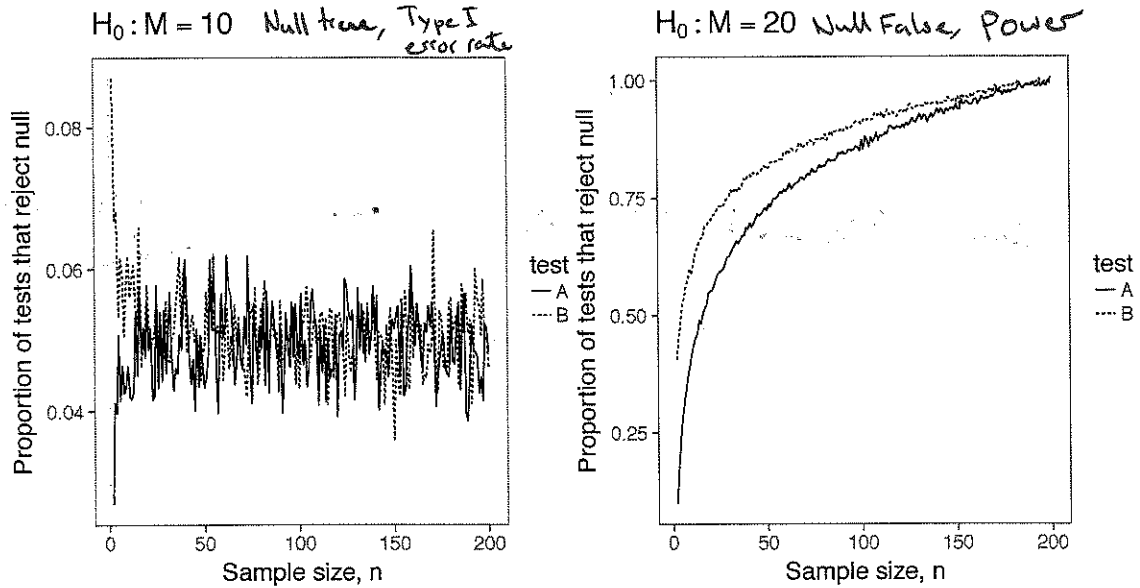 H₀ : M = 10 Null true, Type I
error rate
H₀ : M = 20 Null False, Power
Proportion of tests that reject null
0.08
0.06
0.04
0
50
100
150
200
Sample size, n
test
A
B
Proportion of tests that reject null
1.00
0.75
0.50
0.25
0
50
100
150
200
Sample size, n
test
A
B